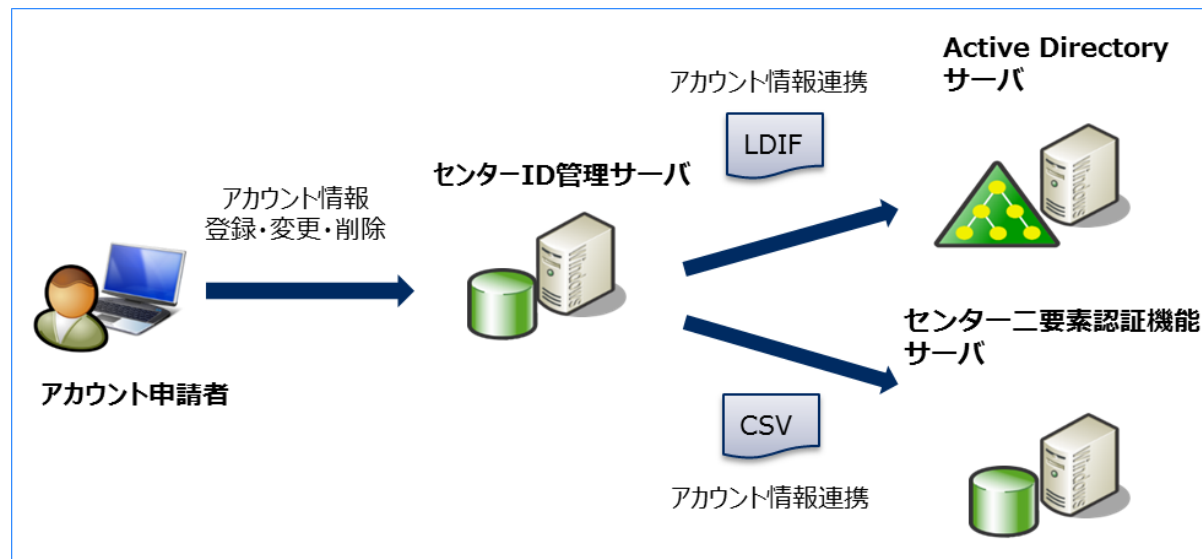 Active Directory
サーバ
アカウント情報連携
LDIF
センターID管理サーバ
アカウント情報
登録・変更・削除
Windows
Windows
アカウント申請者
センター二要素認証機能
サーバ
CSV
アカウント情報連携
Windows